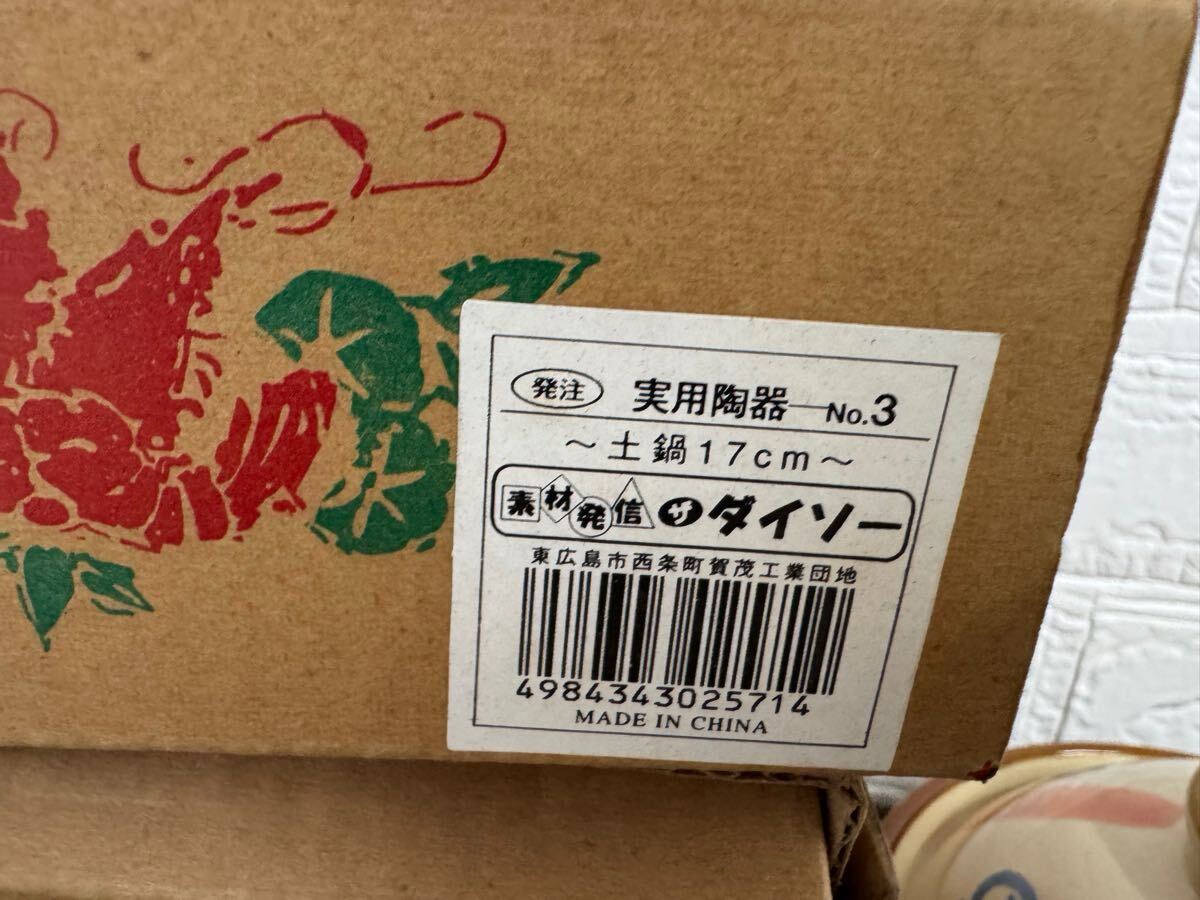 発注 実用陶器 No.3
～土鍋17cm～
素材発信 ザ ダイソー
東広島市西条町賀茂工業団地
4984343025714
MADE IN CHINA